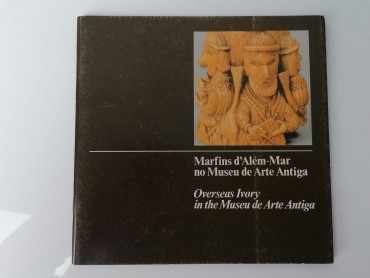 Marfins d'Além-Mar
no Museu de Arte Antiga
Overseas Ivory
in the Museu de Arte Antiga